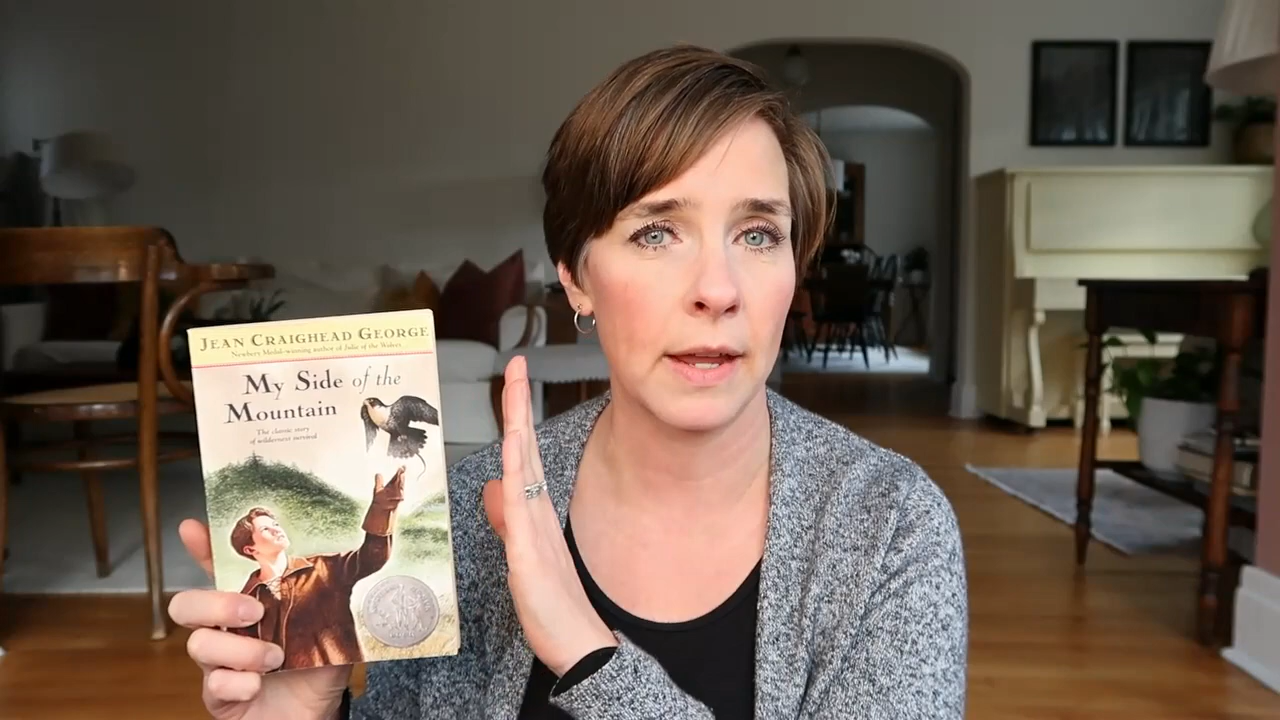 JEAN CRAIGHEAD GEORGE
Newbery Medal-winning author of Julie of the Wolves
My Side of the
Mountain
The classic story
of wilderness survival